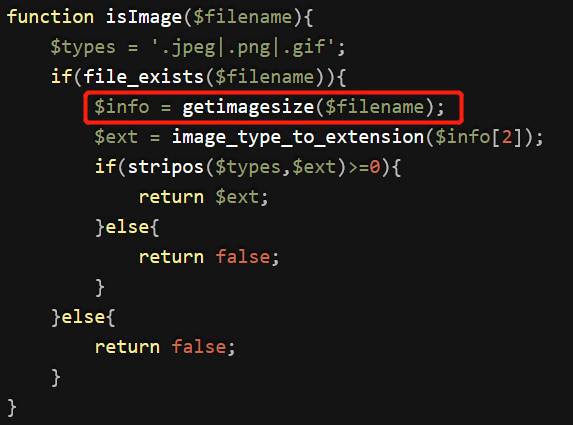 function isImage($filename){
    $types = '.jpeg|.png|.gif';
    if(file_exists($filename)){
        $info = getimagesize($filename);
        $ext = image_type_to_extension($info[2]);
        if(stripos($types,$ext)>=0){
            return $ext;
        }else{
            return false;
        }
    }else{
        return false;
    }
}